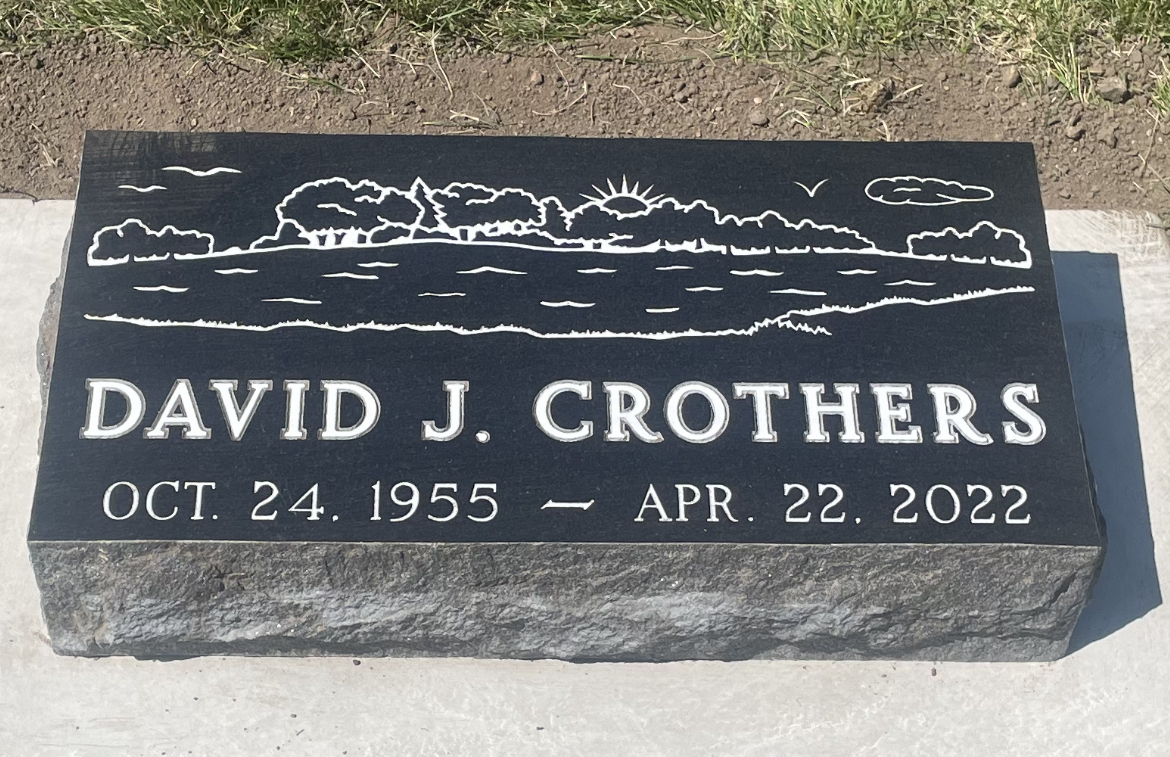 DAVID J. CROTHERS
OCT. 24, 1955 — APR. 22, 2022